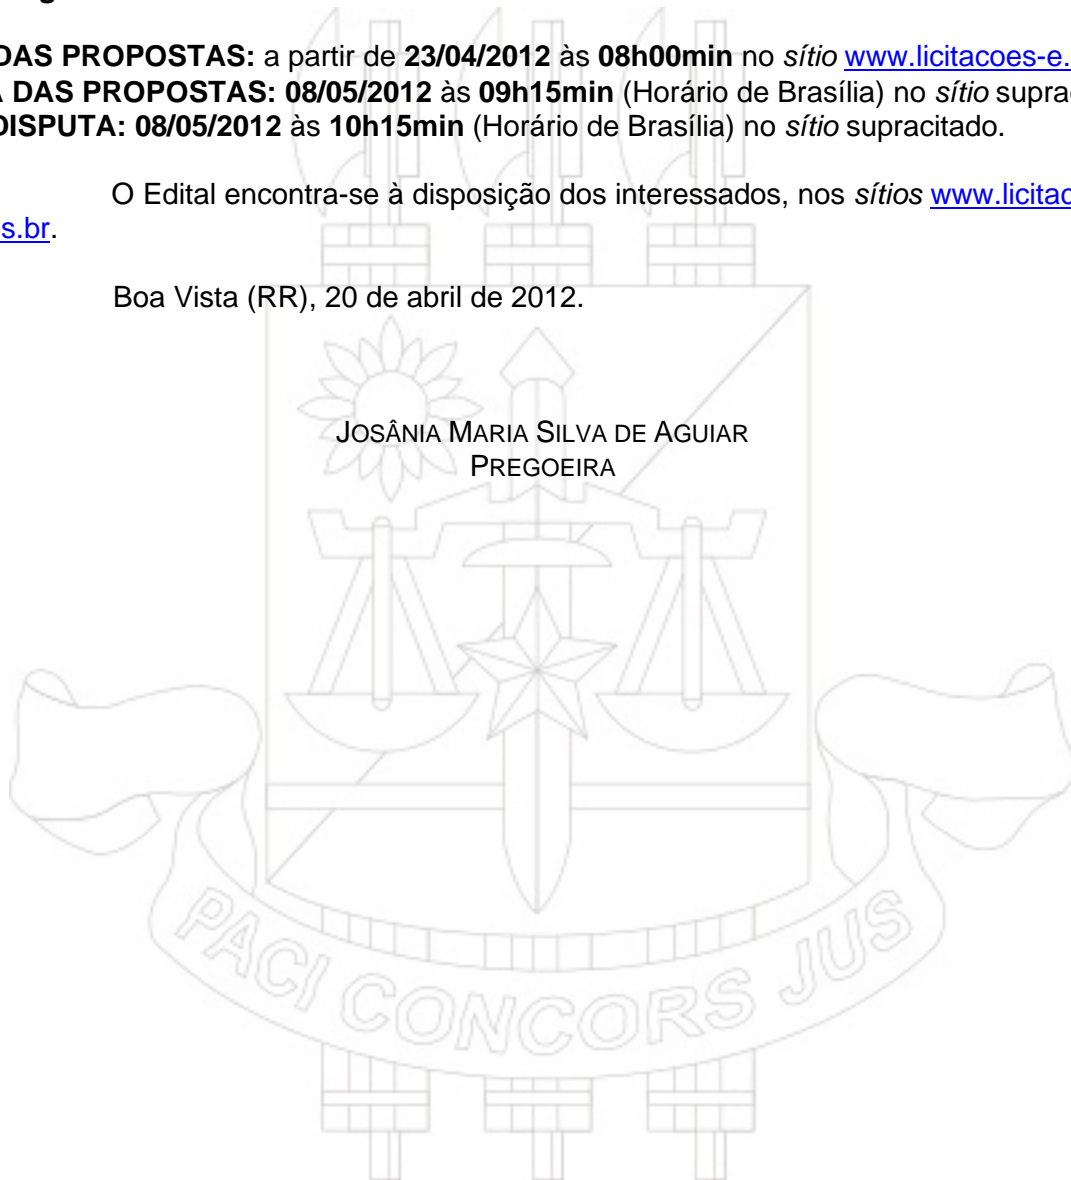 DAS PROPOSTAS: a partir de 23/04/2012 às 08h00min no sítio www.licitacoes-e.
DAS PROPOSTAS: 08/05/2012 às 09h15min (Horário de Brasília) no sítio suprac
DISPUTA: 08/05/2012 às 10h15min (Horário de Brasília) no sítio supracitado.
O Edital encontra-se à disposição dos interessados, nos sítios www.licitac
s.br.
Boa Vista (RR), 20 de abril de 2012.
JOSÂNIA MARIA SILVA DE AGUIAR
PREGOEIRA
PACI CONCORS JUS